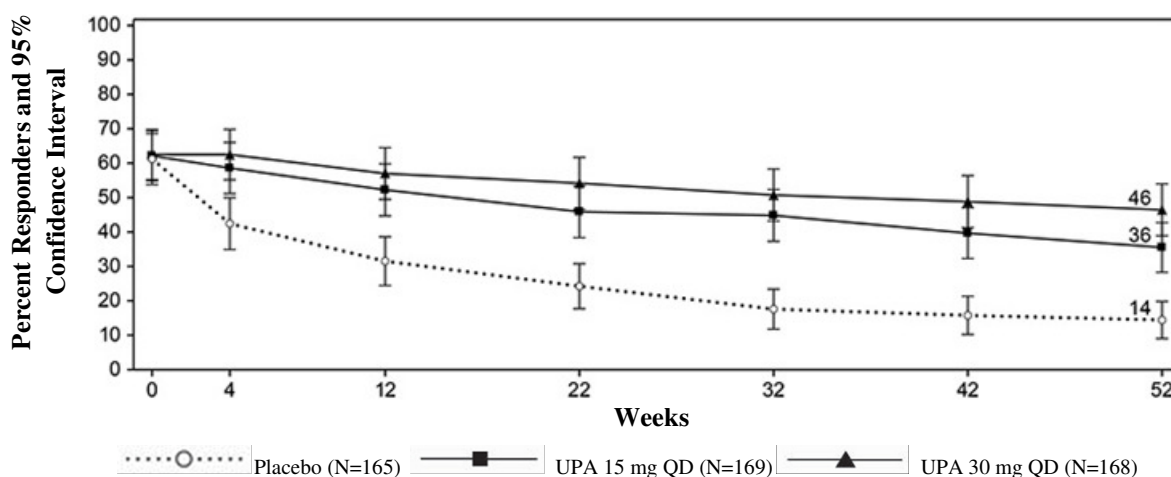 Percent Responders and 95%
Confidence Interval
100
90
80
70
60
50
40
30
20
10
0
46
36
14
0 4 12 22 32 42 52
Weeks
Placebo (N=165) UPA 15 mg QD (N=169) UPA 30 mg QD (N=168)